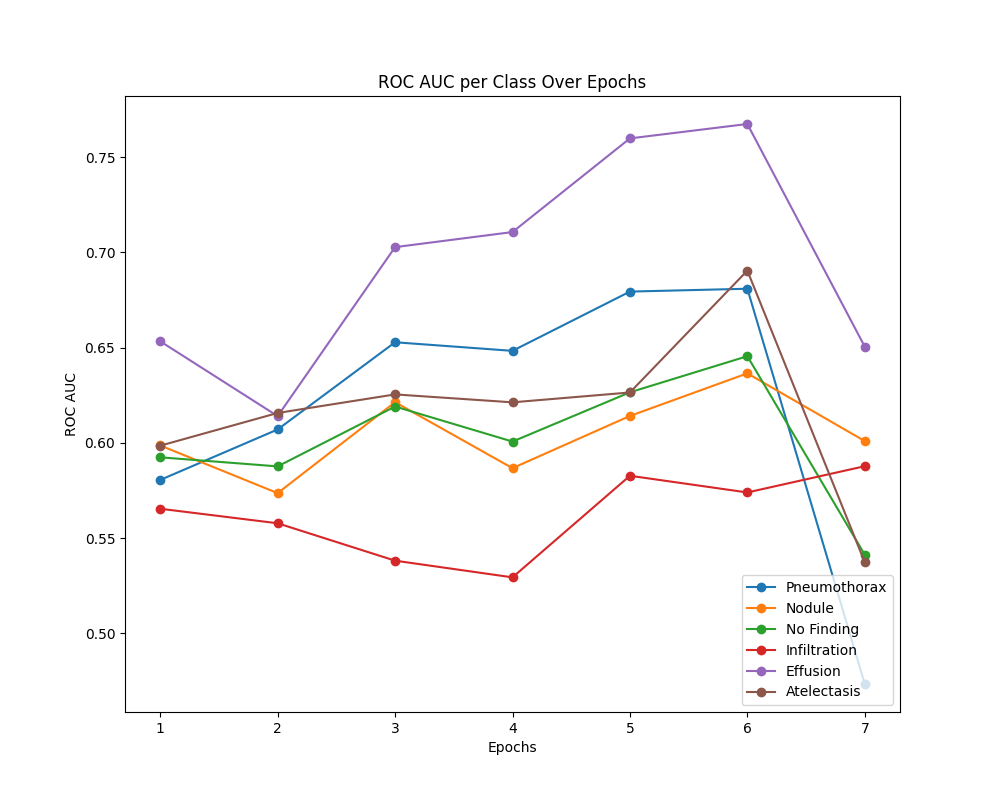 ROC AUC per Class Over Epochs
0.75
0.70
0.65
0.60
0.55
0.50
ROC AUC
Pneumothorax
Nodule
No Finding
Infiltration
Effusion
Atelectasis
1 2 3 4 5 6 7
Epochs